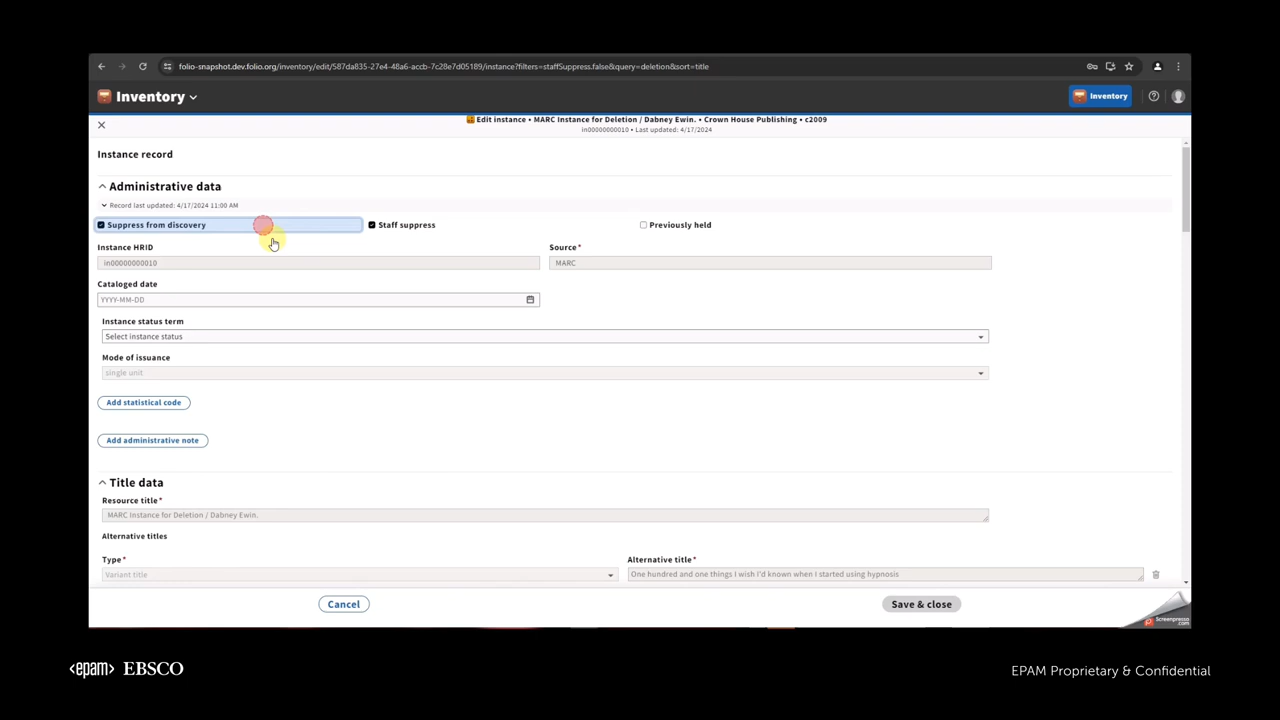 folio-snapshot.dev.folio.org/inventory/edit/587da835-27e4-48a6-accb-7c28e7d05189/instance?filters=staffSuppress.false&query=deletion&sort=title
Inventory
Inventory
Edit instance • MARC Instance for Deletion / Dabney Ewin. • Crown House Publishing • c2009
in00000000010 • Last updated: 4/17/2024
Instance record
Administrative data
Record last updated: 4/17/2024 11:00 AM
Suppress from discovery Staff suppress Previously held
Instance HRID Source*
in00000000010 MARC
Cataloged date
YYYY-MM-DD
Instance status term
Select instance status
Mode of issuance
single unit
Add statistical code
Add administrative note
Title data
Resource title*
MARC Instance for Deletion / Dabney Ewin.
Alternative titles
Type* Alternative title*
Variant title One hundred and one things I wish I'd known when I started using hypnosis
Cancel Save & close
Screenpresso
.com
<epam> EBSCO EPAM Proprietary & Confidential